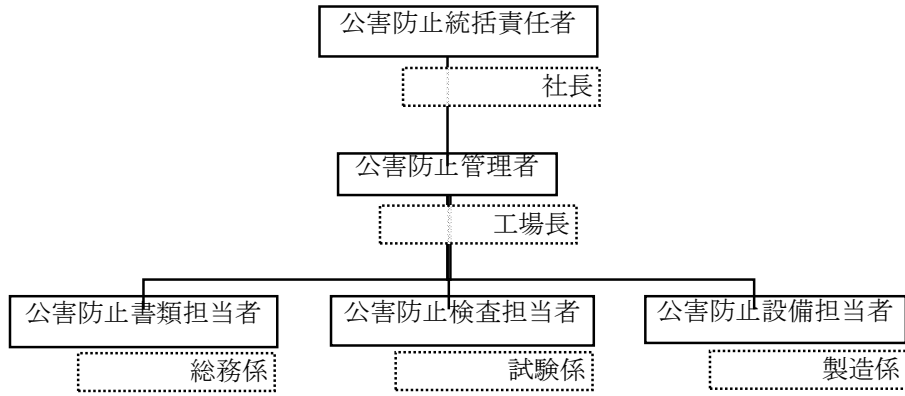 公害防止統括責任者
社長
公害防止管理者
工場長
公害防止書類担当者
公害防止検査担当者
公害防止設備担当者
総務係
試験係
製造係